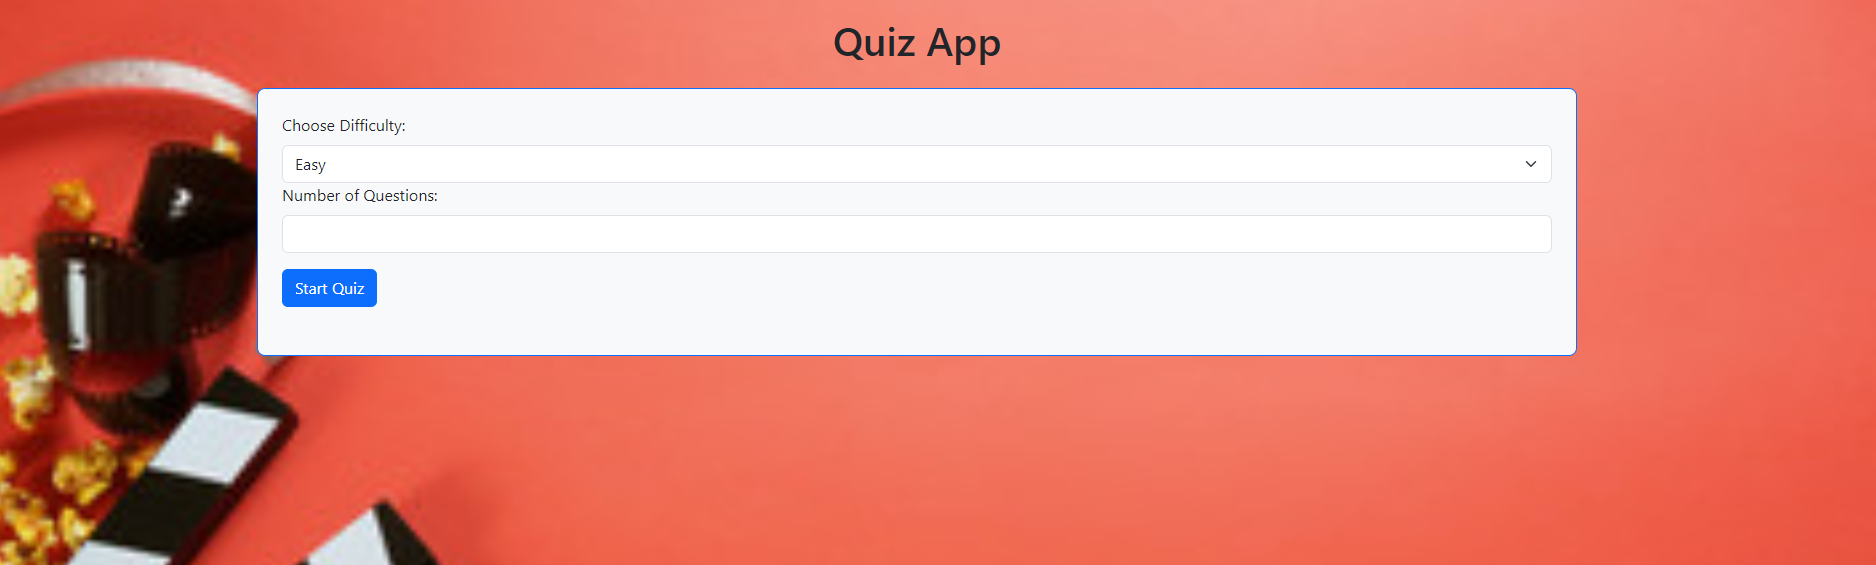 Quiz App
Choose Difficulty:
Easy
Number of Questions:
Start Quiz